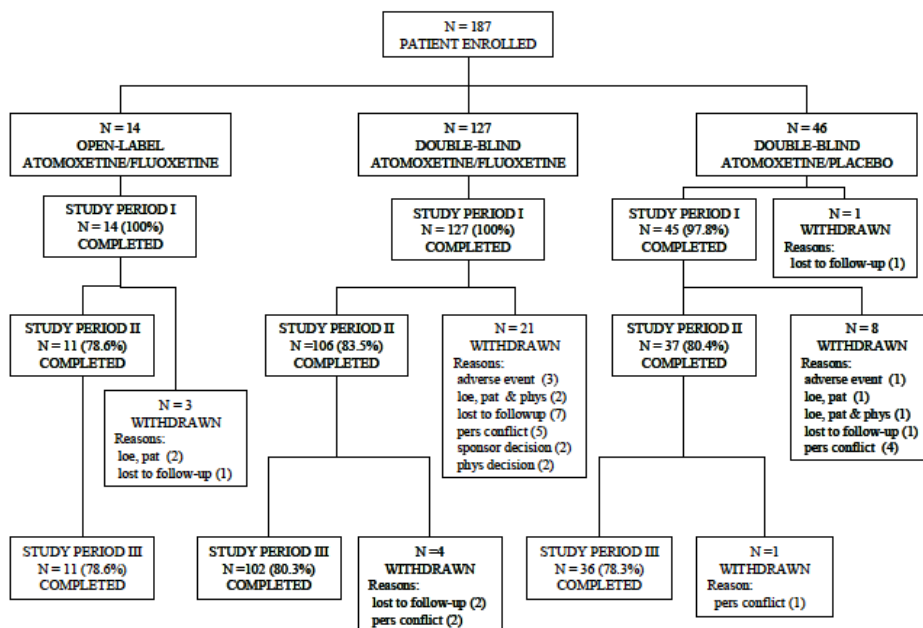 N = 187
PATIENT ENROLLED
N = 14
OPEN-LABEL
ATOMOXETINE/FLUOXETINE
N = 127
DOUBLE-BLIND
ATOMOXETINE/FLUOXETINE
N = 46
DOUBLE-BLIND
ATOMOXETINE/PLACEBO
STUDY PERIOD I
N = 14 (100%)
COMPLETED
STUDY PERIOD I
N = 127 (100%)
COMPLETED
STUDY PERIOD I
N = 45 (97.8%)
COMPLETED
N = 1
WITHDRAWN
Reasons:
lost to follow-up (1)
STUDY PERIOD II
N = 11 (78.6%)
COMPLETED
N = 3
WITHDRAWN
Reasons:
loe, pat (2)
lost to follow-up (1)
STUDY PERIOD II
N =106 (83.5%)
COMPLETED
N = 21
WITHDRAWN
Reasons:
adverse event (3)
loe, pat & phys (2)
lost to followup (7)
pers conflict (5)
sponsor decision (2)
phys decision (2)
STUDY PERIOD II
N = 37 (80.4%)
COMPLETED
N = 8
WITHDRAWN
Reasons:
adverse event (1)
loe, pat (1)
loe, pat & phys (1)
lost to follow-up (1)
pers conflict (4)
STUDY PERIOD III
N = 11 (78.6%)
COMPLETED
STUDY PERIOD III
N =102 (80.3%)
COMPLETED
N =4
WITHDRAWN
Reasons:
lost to follow-up (2)
pers conflict (2)
STUDY PERIOD III
N = 36 (78.3%)
COMPLETED
N =1
WITHDRAWN
Reason:
pers conflict (1)